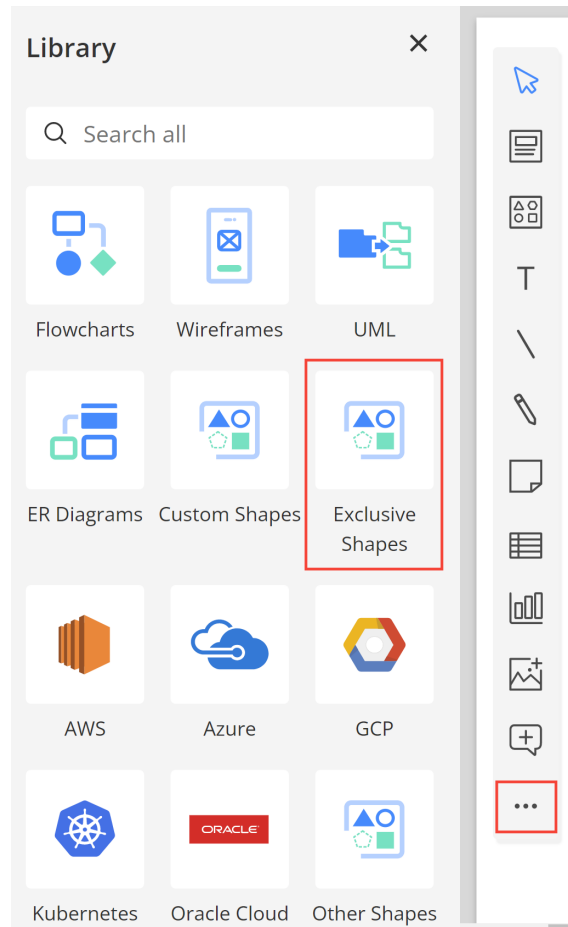 Library
Search all
Flowcharts
Wireframes
UML
ER Diagrams
Custom Shapes
Exclusive
Shapes
AWS
Azure
GCP
ORACLE
Kubernetes
Oracle Cloud
Other Shapes
T